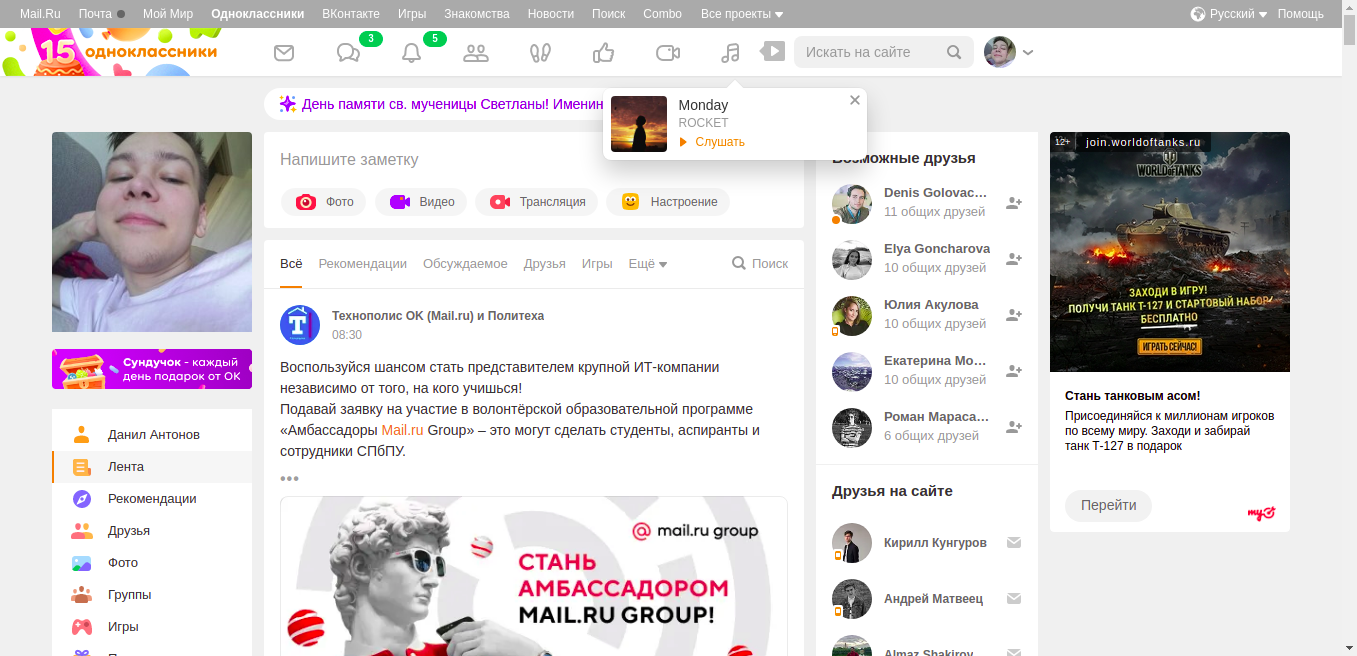 Mail.Ru Почта Мой Мир Одноклассники ВКонтакте Игры Знакомства Новости Поиск Combo Все проекты Русский Помощь
15 одноклассники
3
5
Искать на сайте
День памяти св. мученицы Светланы! Именин
Monday
ROCKET
Слушать
Напишите заметку
Фото Видео Трансляция Настроение
Всё Рекомендации Обсуждаемое Друзья Игры Ещё Поиск
Технополис ОК (Mail.ru) и Политеха
08:30
Воспользуйся шансом стать представителем крупной ИТ-компании
независимо от того, на кого учишься!
Подавай заявку на участие в волонтёрской образовательной программе
«Амбассадоры Mail.ru Group» – это могут сделать студенты, аспиранты и
сотрудники СПбПУ.
•••
@ mail.ru group
СТАНЬ
АМБАССАДОРОМ
MAIL.RU GROUP!
Сундучок - каждый
день подарок от ОК
Данил Антонов
Лента
Рекомендации
Друзья
Фото
Группы
Игры
Возможные друзья
Denis Golovac...
11 общих друзей
Elya Goncharova
10 общих друзей
Юлия Акулова
10 общих друзей
Екатерина Мо...
10 общих друзей
Роман Мараса...
6 общих друзей
Друзья на сайте
Кирилл Кунгуров
Андрей Матвеец
Almaz Shakirov
12+ join.worldoftanks.ru
WORLD OF TANKS
ЗАХОДИ В ИГРУ!
ПОЛУЧИ ТАНК Т-127 И СТАРТОВЫЙ НАБОР
БЕСПЛАТНО
ИГРАТЬ СЕЙЧАС!
Стань танковым асом!
Присоединяйся к миллионам игроков
по всему миру. Заходи и забирай
танк Т-127 в подарок
Перейти